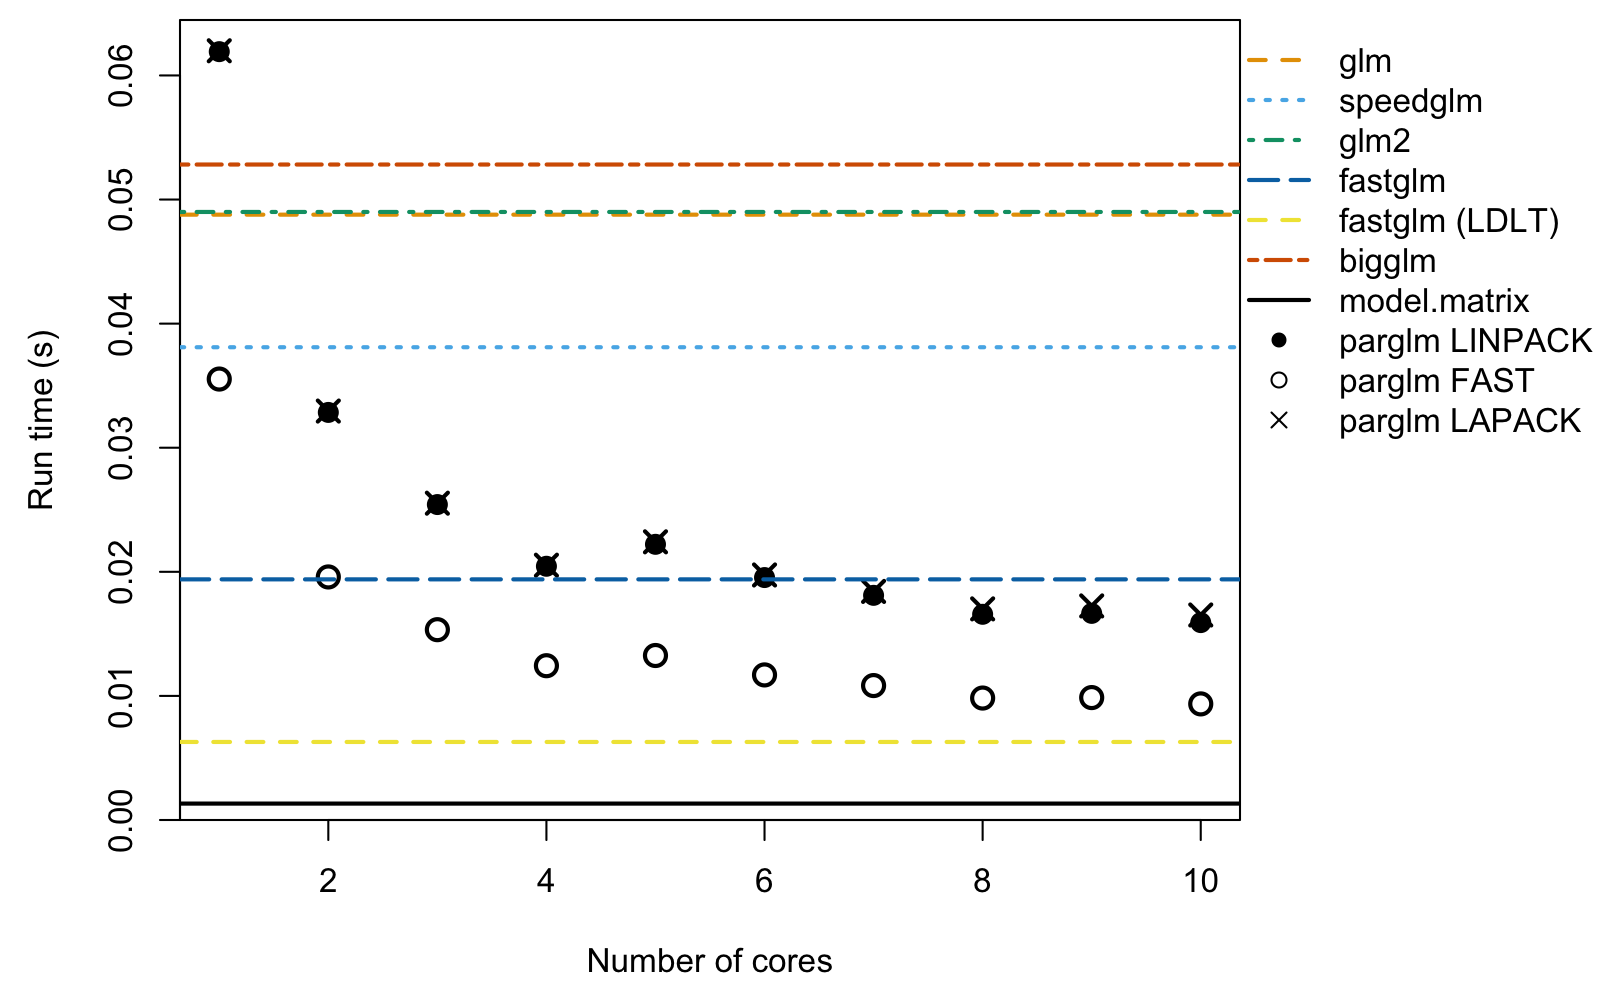 Run time (s)
0.06
0.05
0.04
0.03
0.02
0.01
0.00
2 4 6 8 10
Number of cores
glm
speedglm
glm2
fastglm
fastglm (LDLT)
bigglm
model.matrix
parglm LINPACK
parglm FAST
parglm LAPACK